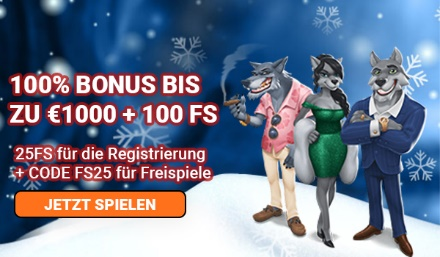 100% BONUS BIS
ZU €1000 + 100 FS
25FS für die Registrierung
+ CODE FS25 für Freispiele
JETZT SPIELEN